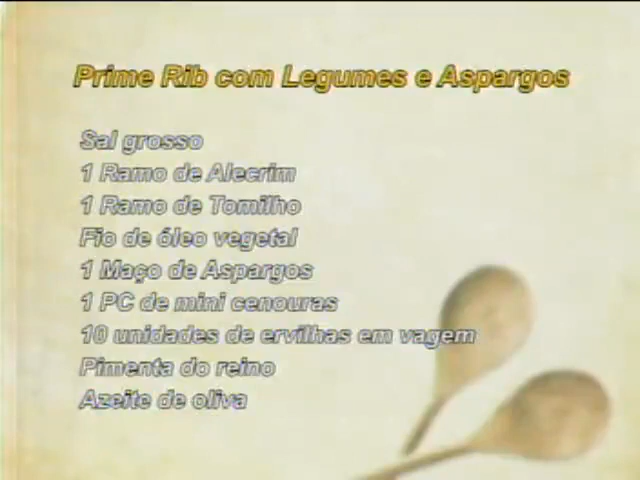 Prime Rib com Legumes e Aspargos
Sal grosso
1 Ramo de Alecrim
1 Ramo de Tomilho
Fio de óleo vegetal
1 Maço de Aspargos
1 PC de mini cenouras
10 unidades de ervilhas em vagem
Pimenta do reino
Azeite de oliva